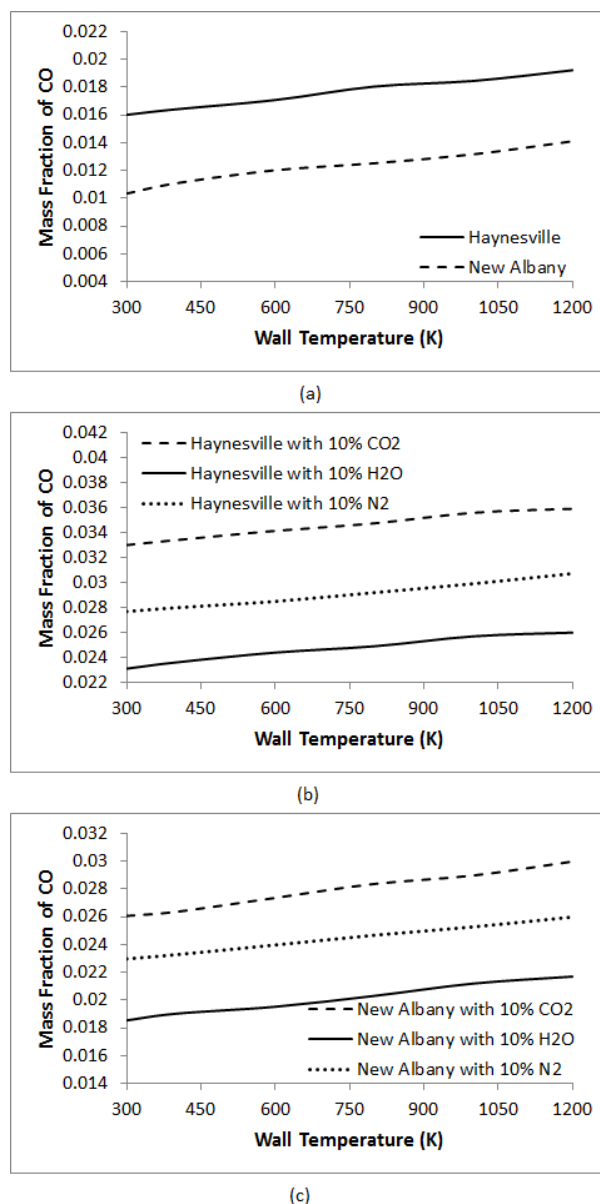 0.022
0.02
0.018
0.016
0.014
0.012
0.01
0.008
0.006
0.004
Mass Fraction of CO
Haynesville
New Albany
300 450 600 750 900 1050 1200
Wall Temperature (K)
(a)
0.042
0.04
0.038
0.036
0.034
0.032
0.03
0.028
0.026
0.024
0.022
Mass Fraction of CO
Haynesville with 10% CO2
Haynesville with 10% H2O
Haynesville with 10% N2
300 450 600 750 900 1050 1200
Wall Temperature (K)
(b)
0.032
0.03
0.028
0.026
0.024
0.022
0.02
0.018
0.016
0.014
Mass Fraction of CO
New Albany with 10% CO2
New Albany with 10% H2O
New Albany with 10% N2
300 450 600 750 900 1050 1200
Wall Temperature (K)
(c)